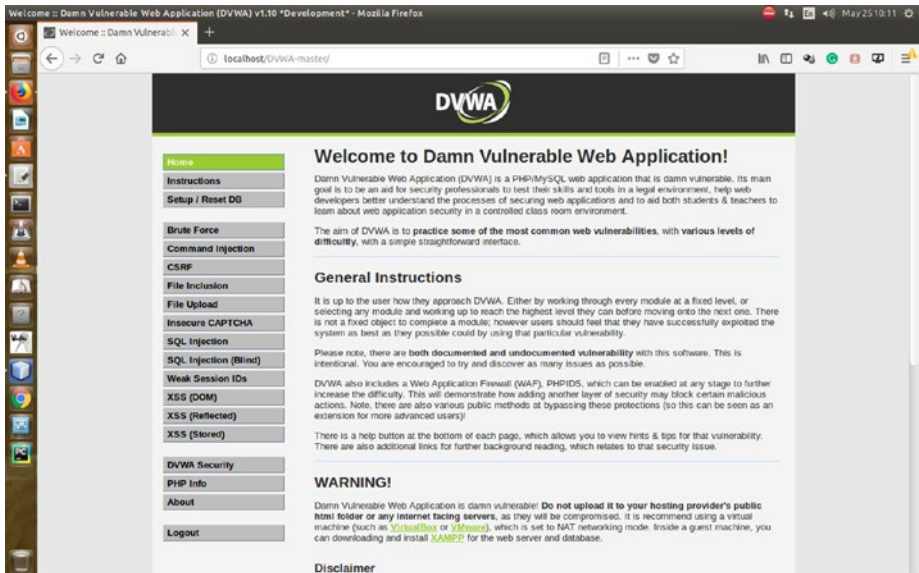 Welcome :: Damn Vulnerable Web Application (DVWA) v1.10 *Development* - Mozilla Firefox
En
May 25 10:11
Welcome :: Damn Vulnerabl
localhost/DVWA-master/
DVWA
Home
Instructions
Setup / Reset DB
Brute Force
Command Injection
CSRF
File Inclusion
File Upload
Insecure CAPTCHA
SQL Injection
SQL Injection (Blind)
Weak Session IDs
XSS (DOM)
XSS (Reflected)
XSS (Stored)
DVWA Security
PHP Info
About
Logout
Welcome to Damn Vulnerable Web Application!
Damn Vulnerable Web Application (DVWA) is a PHP/MySQL web application that is damn vulnerable. Its main
goal is to be an aid for security professionals to test their skills and tools in a legal environment, help web
developers better understand the processes of securing web applications and to aid both students & teachers to
learn about web application security in a controlled class room environment.
The aim of DVWA is to practice some of the most common web vulnerabilities, with various levels of
difficultly, with a simple straightforward interface.
General Instructions
It is up to the user how they approach DVWA. Either by working through every module at a fixed level, or
selecting any module and working up to reach the highest level they can before moving onto the next one. There
is not a fixed object to complete a module; however users should feel that they have successfully exploited the
system as best as they possible could by using that particular vulnerability.
Please note, there are both documented and undocumented vulnerability with this software. This is
intentional. You are encouraged to try and discover as many issues as possible.
DVWA also includes a Web Application Firewall (WAF), PHPIDS, which can be enabled at any stage to further
increase the difficulty. This will demonstrate how adding another layer of security may block certain malicious
actions. Note, there are also various public methods at bypassing these protections (so this can be seen as an
extension for more advanced users)!
There is a help button at the bottom of each page, which allows you to view hints & tips for that vulnerability.
There are also additional links for further background reading, which relates to that security issue.
WARNING!
Damn Vulnerable Web Application is damn vulnerable! Do not upload it to your hosting provider's public
html folder or any Internet facing servers, as they will be compromised. It is recommend using a virtual
machine (such as VirtualBox or VMware), which is set to NAT networking mode. Inside a guest machine, you
can downloading and install XAMPP for the web server and database.
Disclaimer